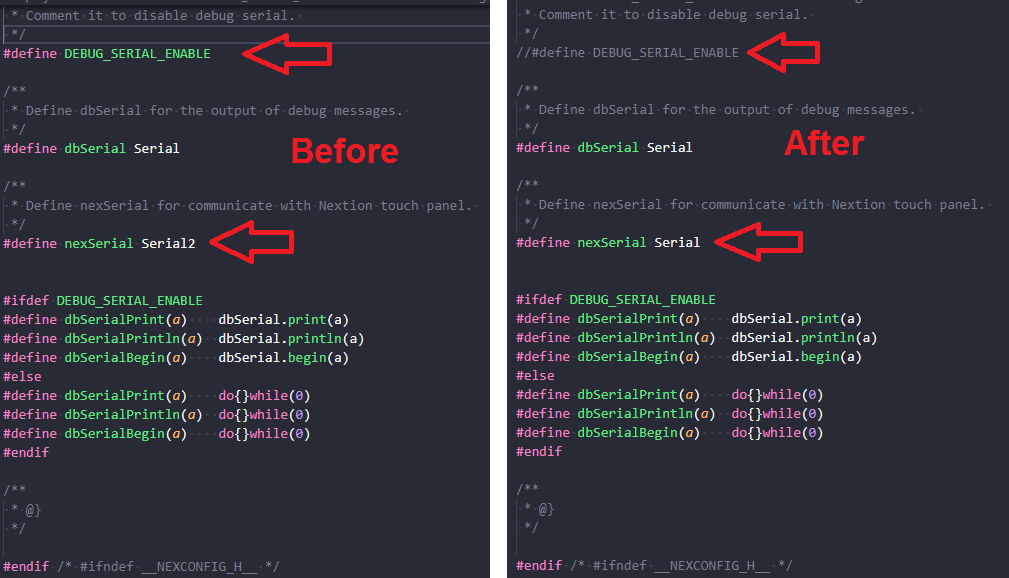 * Comment it to disable debug serial.
*/
#define DEBUG_SERIAL_ENABLE
/**
* Define dbSerial for the output of debug messages.
*/
#define dbSerial Serial
Before
/**
* Define nexSerial for communicate with Nextion touch panel.
*/
#define nexSerial Serial2
#ifdef DEBUG_SERIAL_ENABLE
#define dbSerialPrint(a)    dbSerial.print(a)
#define dbSerialPrintln(a)  dbSerial.println(a)
#define dbSerialBegin(a)    dbSerial.begin(a)
#else
#define dbSerialPrint(a)    do{}while(0)
#define dbSerialPrintln(a)  do{}while(0)
#define dbSerialBegin(a)    do{}while(0)
#endif
/**
* @}
*/
#endif /* #ifndef __NEXCONFIG_H__ */
* Comment it to disable debug serial.
*/
//#define DEBUG_SERIAL_ENABLE
/**
* Define dbSerial for the output of debug messages.
*/
#define dbSerial Serial
After
/**
* Define nexSerial for communicate with Nextion touch panel.
*/
#define nexSerial Serial
#ifdef DEBUG_SERIAL_ENABLE
#define dbSerialPrint(a)    dbSerial.print(a)
#define dbSerialPrintln(a)  dbSerial.println(a)
#define dbSerialBegin(a)    dbSerial.begin(a)
#else
#define dbSerialPrint(a)    do{}while(0)
#define dbSerialPrintln(a)  do{}while(0)
#define dbSerialBegin(a)    do{}while(0)
#endif
/**
* @}
*/
#endif /* #ifndef __NEXCONFIG_H__ */